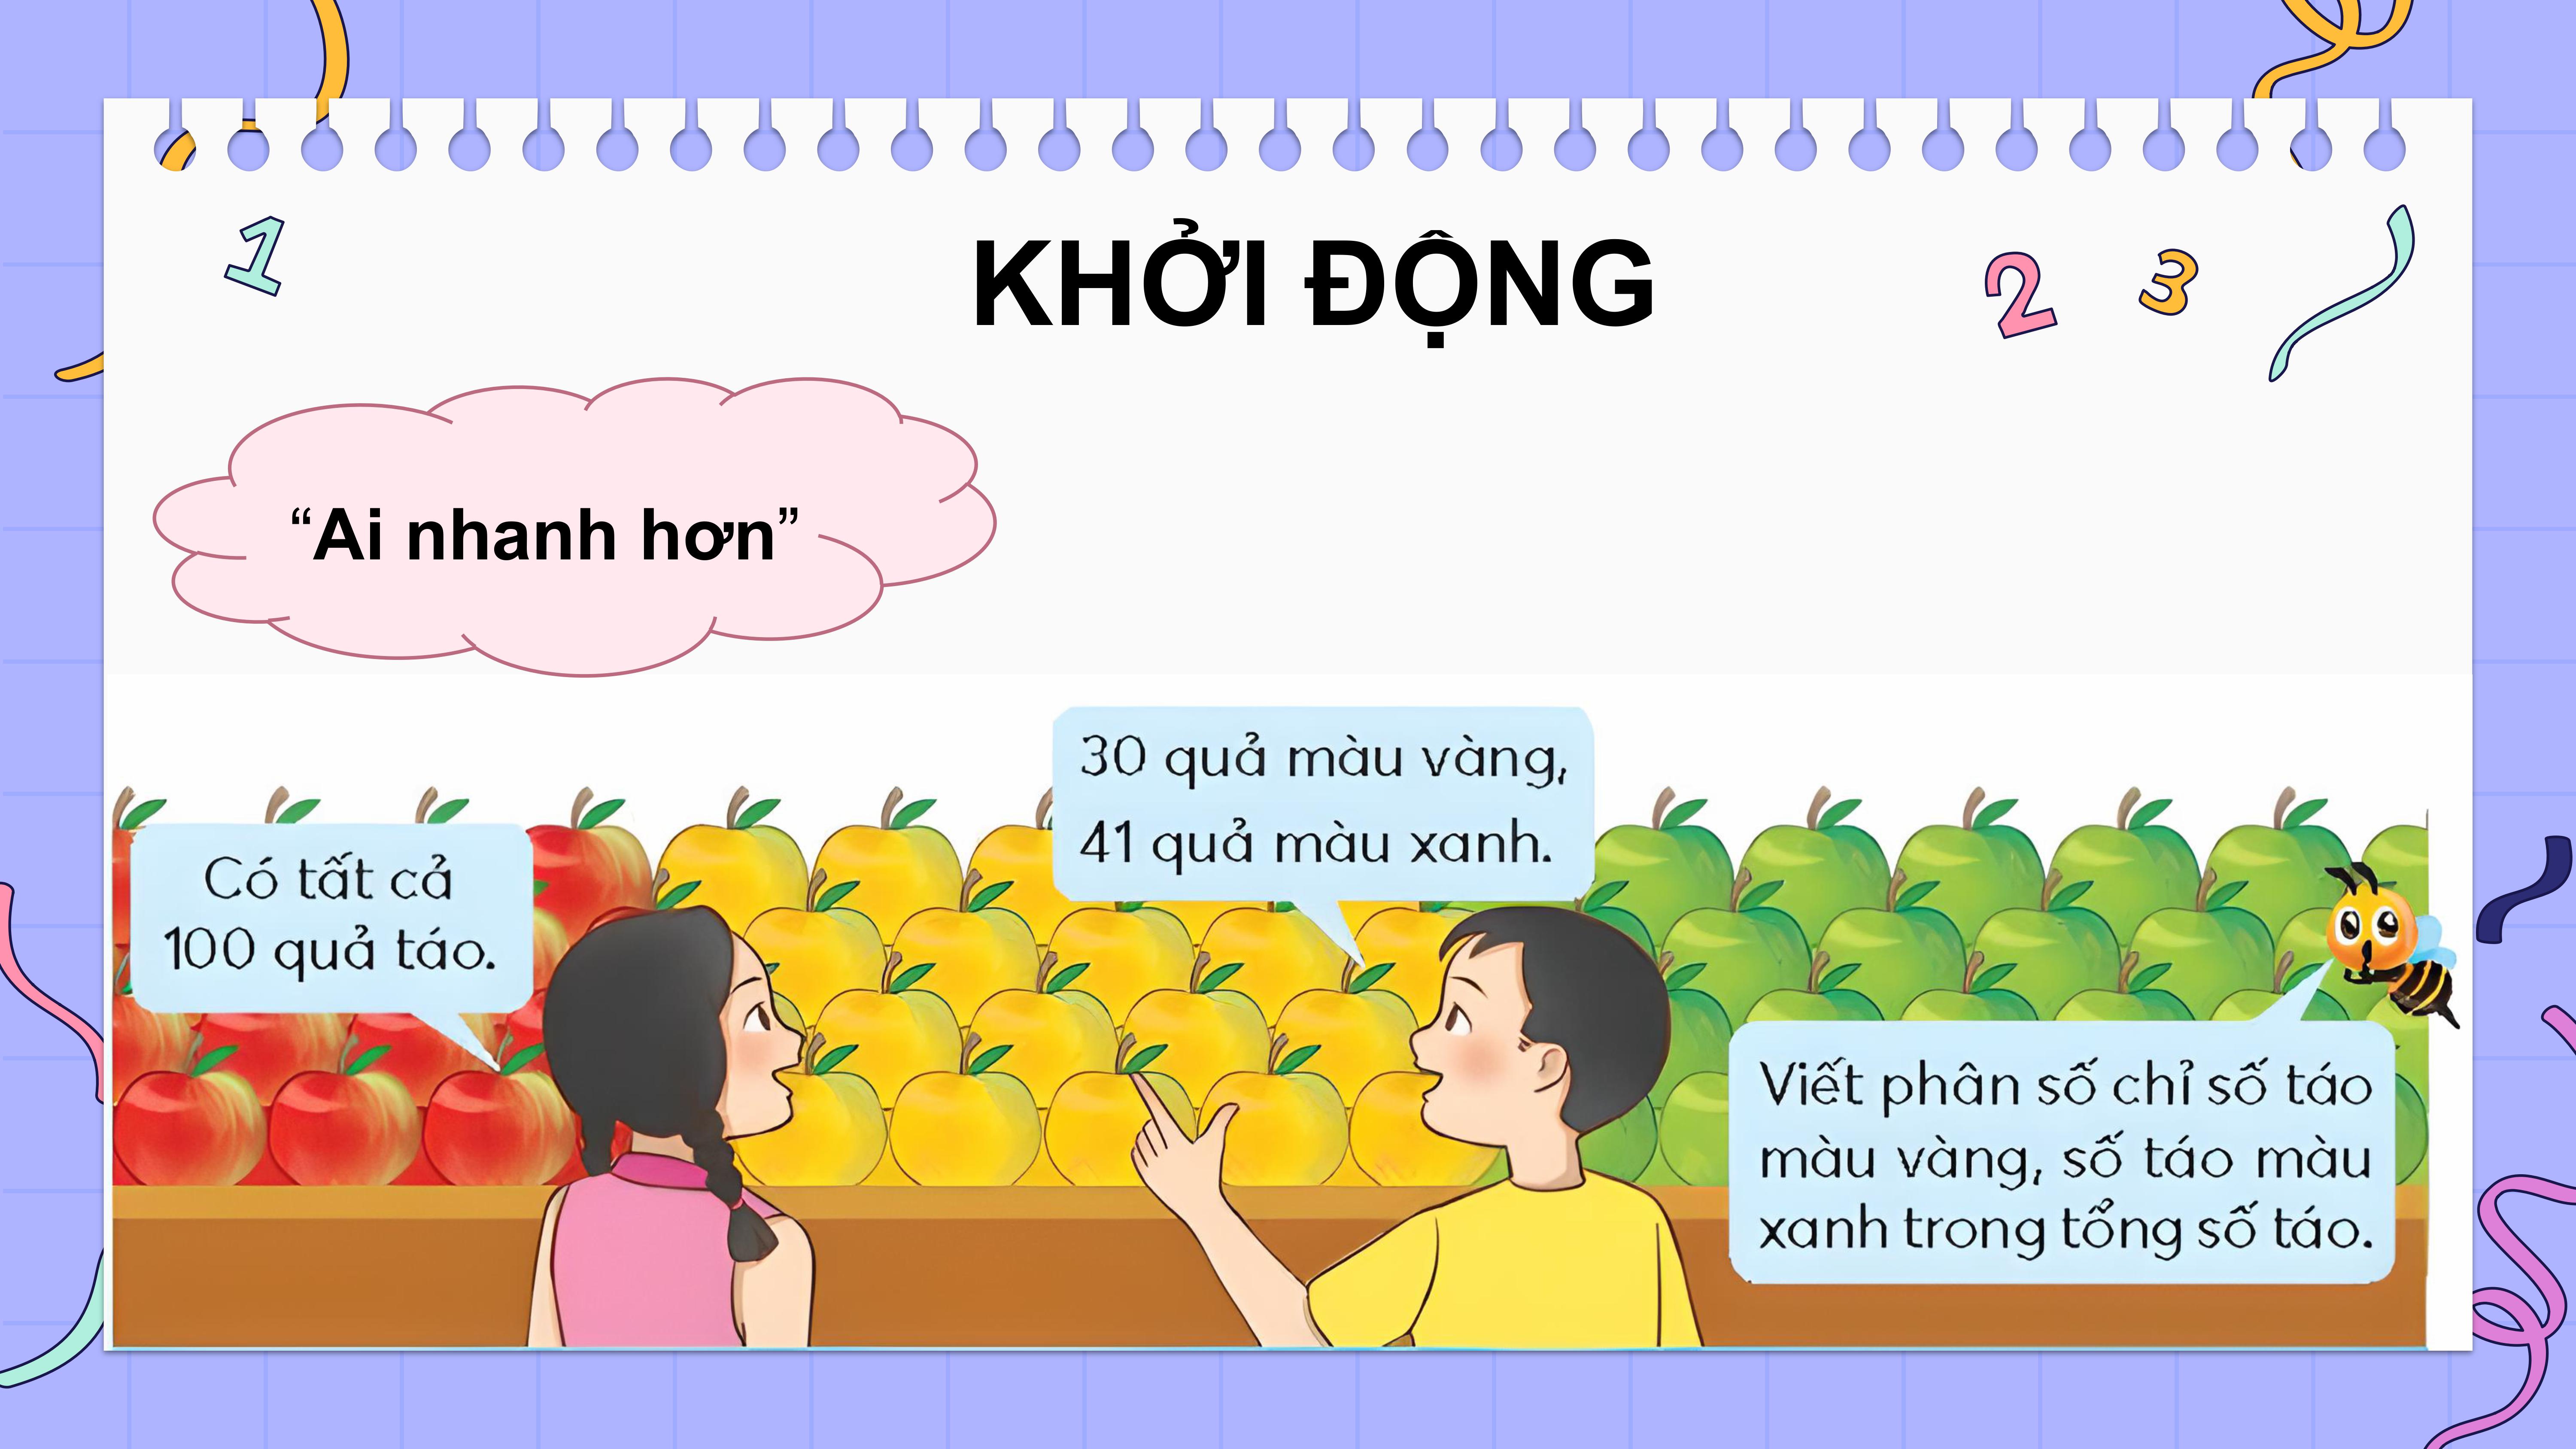 KHỞI ĐỘNG
1
2
3
“Ai nhanh hơn”
30 quả màu vàng,
41 quả màu xanh.
Có tất cả
100 quả táo.
Viết phân số chỉ số táo
màu vàng, số táo màu
xanh trong tổng số táo.